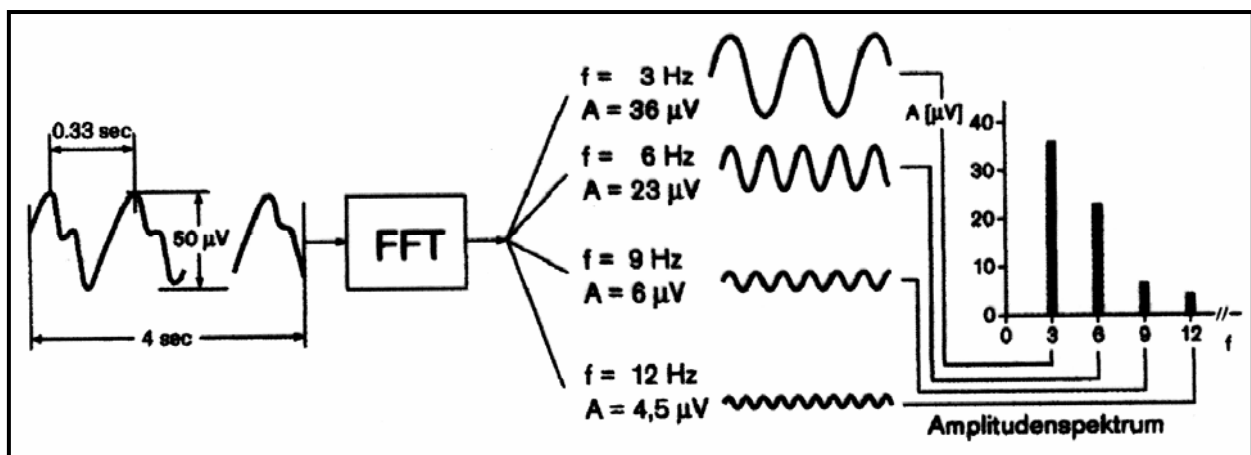 0.33 sec
50 µV
4 sec
FFT
f = 3 Hz
A = 36 µV
f = 6 Hz
A = 23 µV
f = 9 Hz
A = 6 µV
f = 12 Hz
A = 4,5 µV
A [µV]
40
30
20
10
0
0 3 6 9 12
f
Amplitudenspektrum